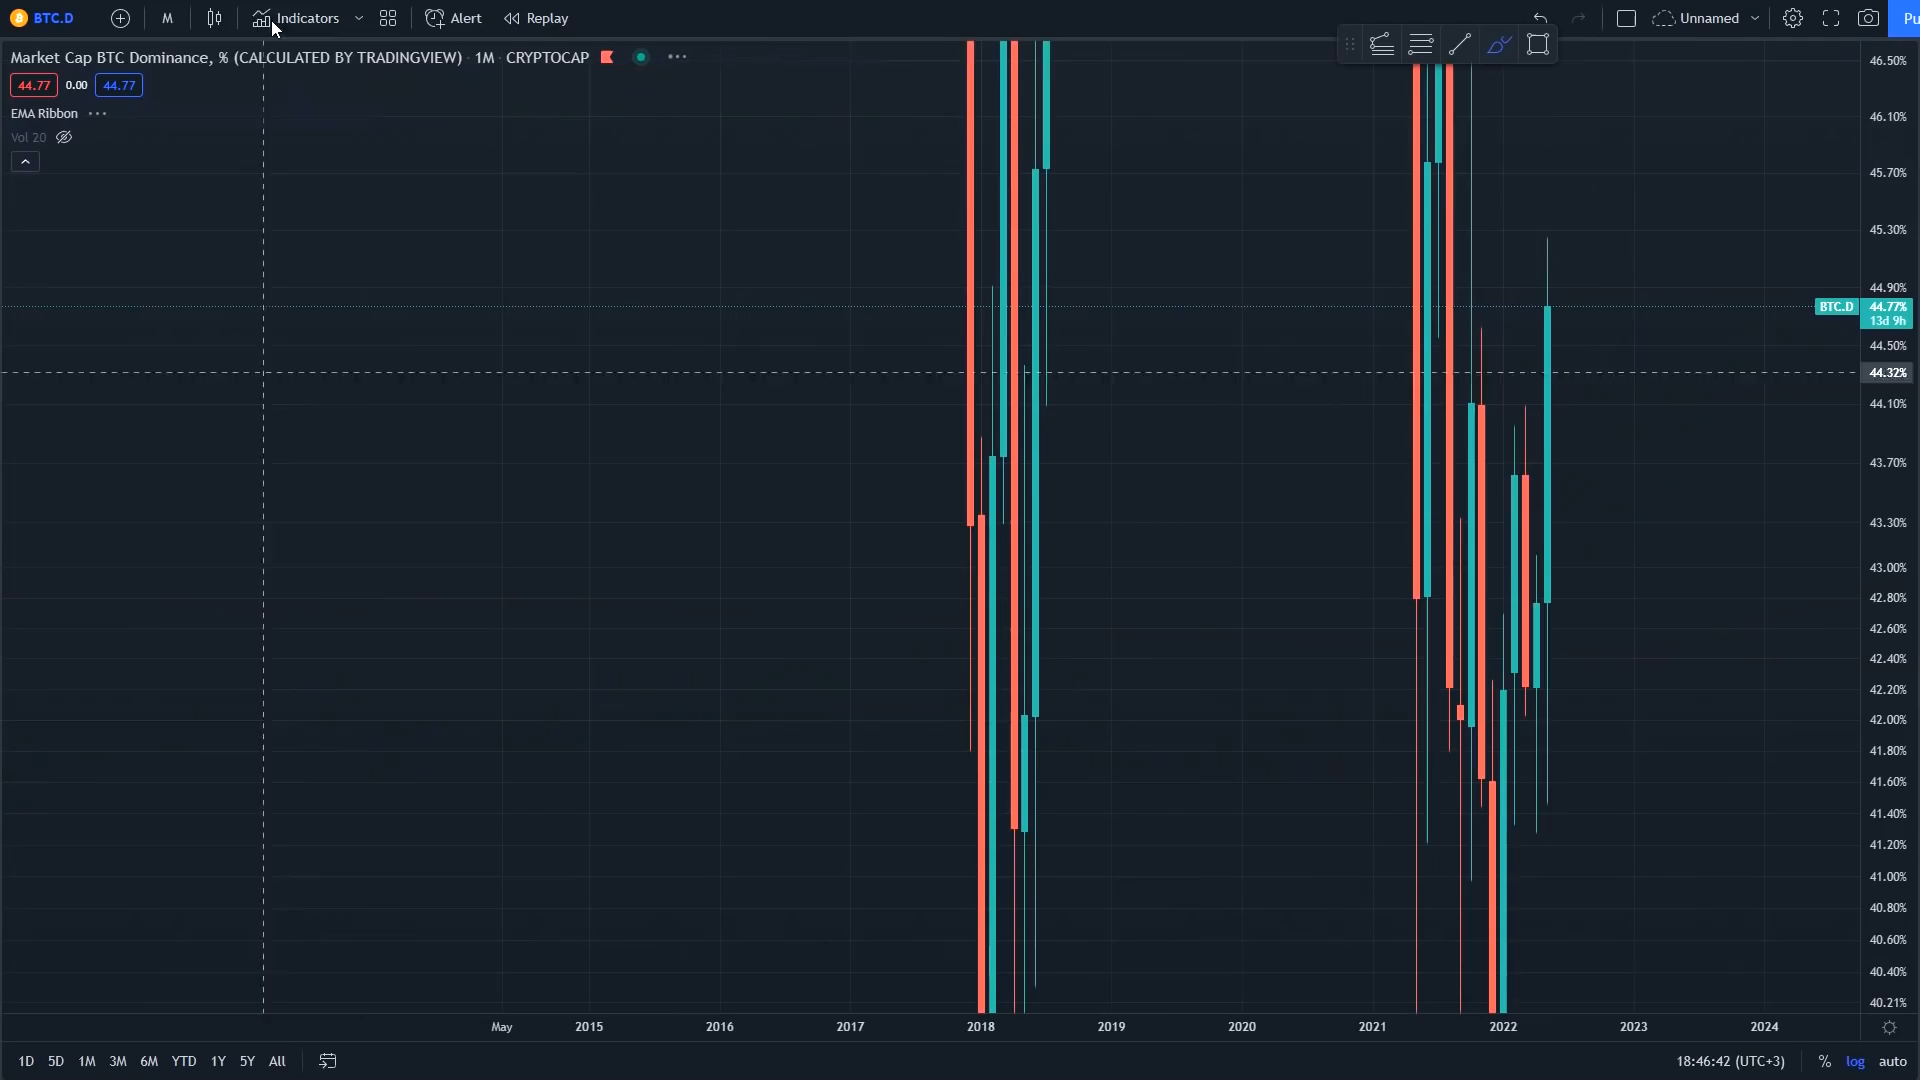 BTC.D M Indicators Alert Replay Unnamed Pu
Market Cap BTC Dominance, % (CALCULATED BY TRADINGVIEW) · 1M · CRYPTOCAP
44.77 0.00 44.77
EMA Ribbon
Vol 20
46.50%
46.10%
45.70%
45.30%
44.90%
BTC.D 44.77%
13d 9h
44.50%
44.32%
44.10%
43.70%
43.30%
43.00%
42.80%
42.60%
42.40%
42.20%
42.00%
41.80%
41.60%
41.40%
41.20%
41.00%
40.80%
40.60%
40.40%
40.21%
May 2015 2016 2017 2018 2019 2020 2021 2022 2023 2024
1D 5D 1M 3M 6M YTD 1Y 5Y All 18:46:42 (UTC+3) % log auto